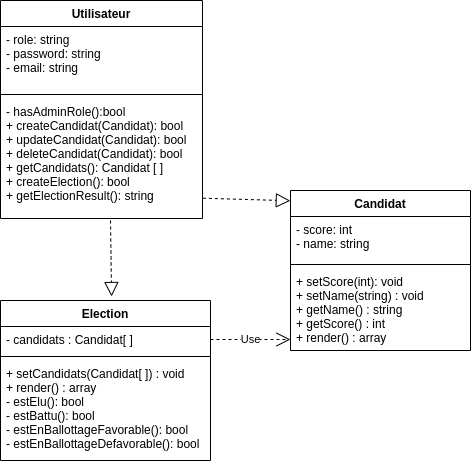 Utilisateur
- role: string
- password: string
- email: string
- hasAdminRole():bool
+ createCandidat(Candidat): bool
+ updateCandidat(Candidat): bool
+ deleteCandidat(Candidat): bool
+ getCandidats(): Candidat [ ]
+ createElection(): bool
+ getElectionResult(): string
Candidat
- score: int
- name: string
+ setScore(int): void
+ setName(string) : void
+ getName() : string
+ getScore() : int
+ render() : array
Election
- candidats : Candidat[ ]
+ setCandidats(Candidat[ ]) : void
+ render() : array
- estElu(): bool
- estBattu(): bool
- estEnBallottageFavorable(): bool
- estEnBallottageDefavorable(): bool
Use